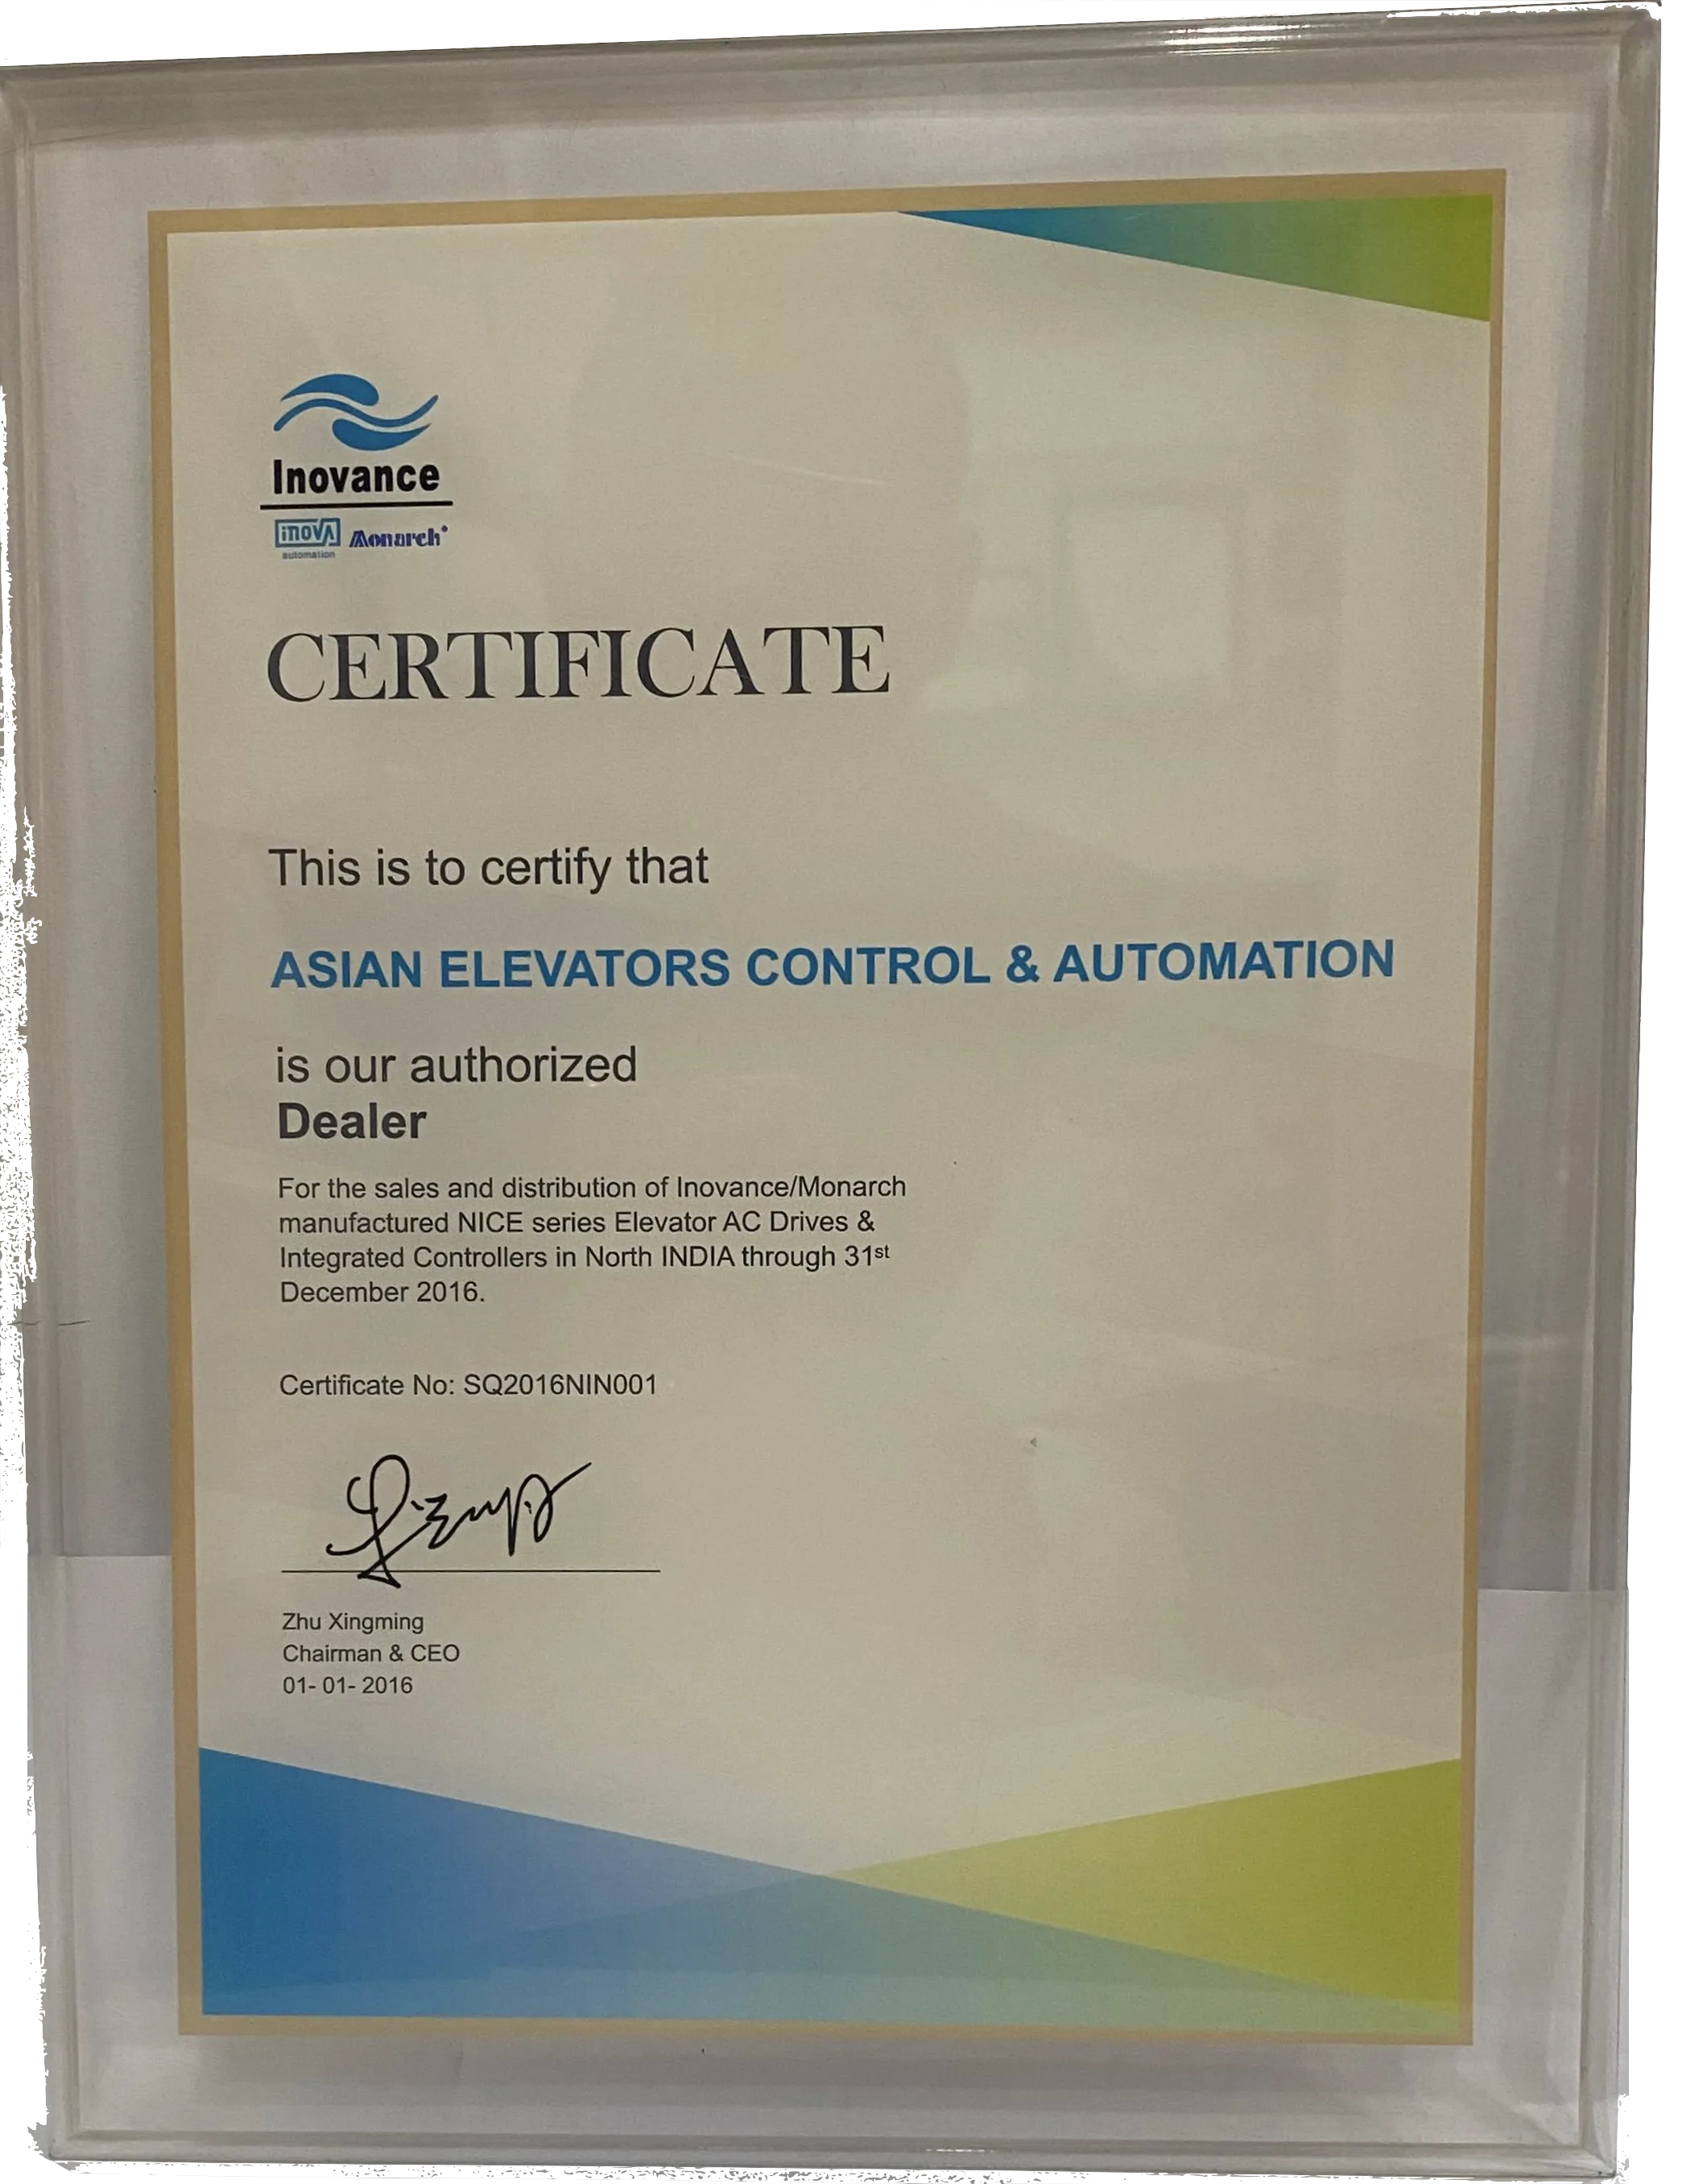 Inovance
inova
automation
Monarch
CERTIFICATE
This is to certify that
ASIAN ELEVATORS CONTROL & AUTOMATION
is our authorized
Dealer
For the sales and distribution of Inovance/Monarch
manufactured NICE series Elevator AC Drives &
Integrated Controllers in North INDIA through 31st
December 2016.
Certificate No: SQ2016NIN001
Zhu Xingming
Chairman & CEO
01- 01- 2016